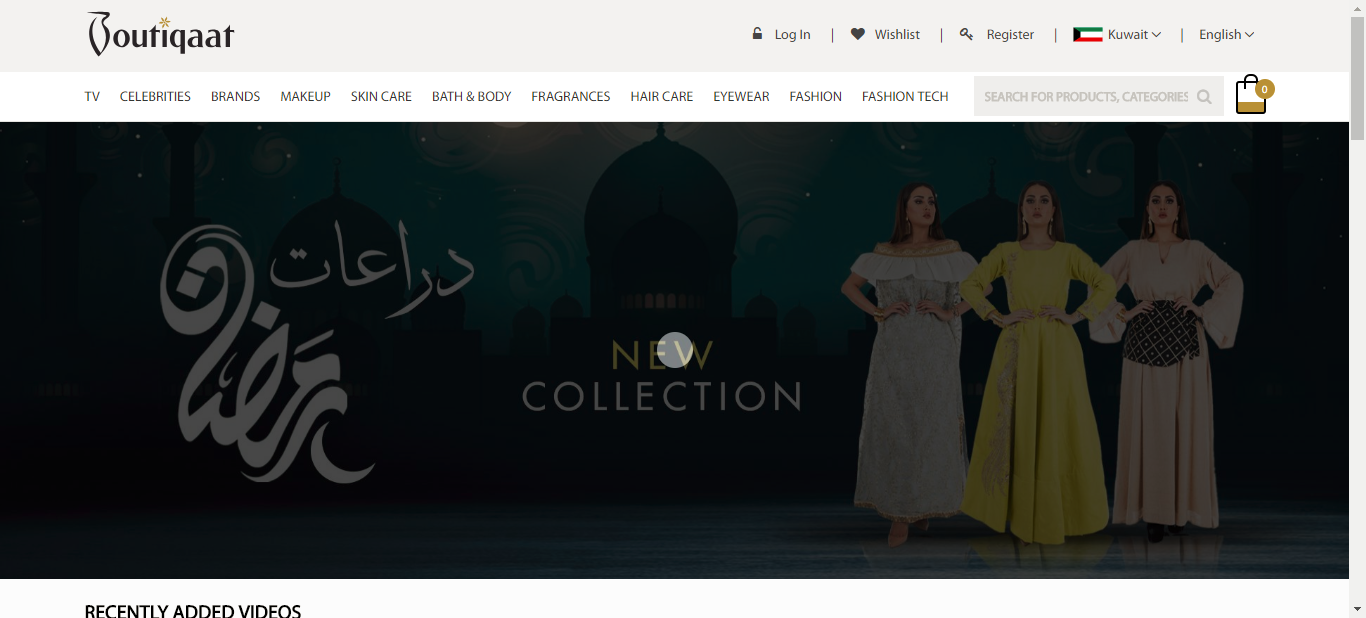 Boutiqaat
Log In | Wishlist | Register | Kuwait | English
TV CELEBRITIES BRANDS MAKEUP SKIN CARE BATH & BODY FRAGRANCES HAIR CARE EYEWEAR FASHION FASHION TECH SEARCH FOR PRODUCTS, CATEGORIES 0
دراعات
رمضان
NEW
COLLECTION
RECENTLY ADDED VIDEOS